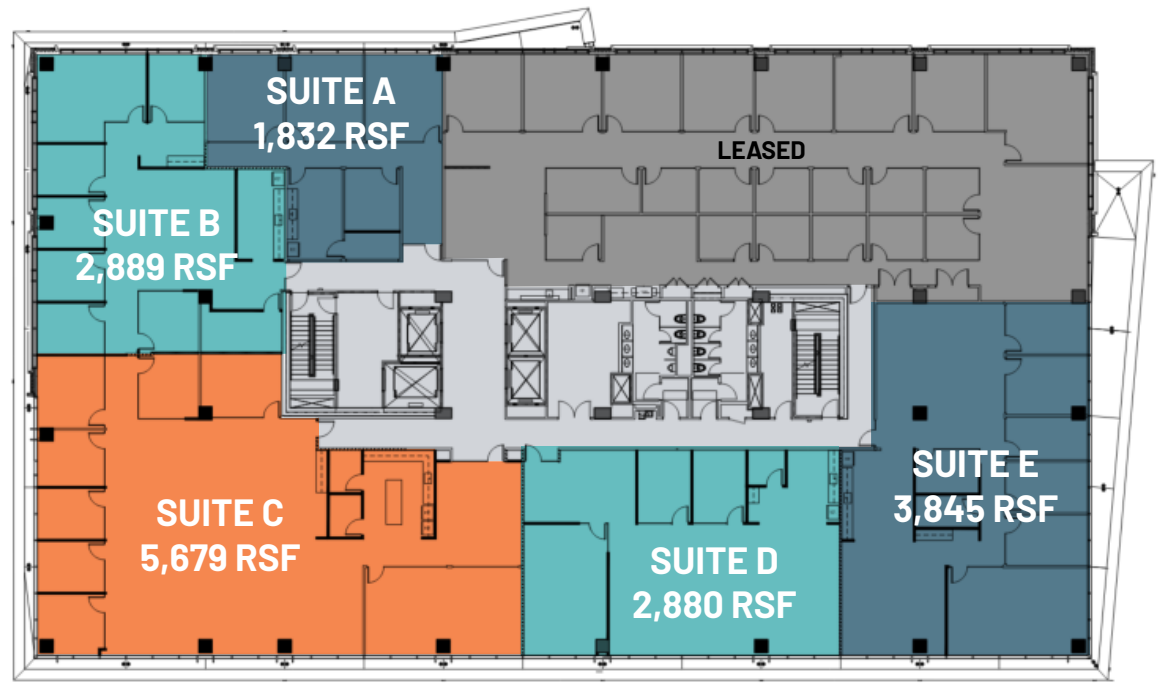 SUITE A
1,832 RSF
LEASED
SUITE B
2,889 RSF
SUITE C
5,679 RSF
SUITE D
2,880 RSF
SUITE E
3,845 RSF